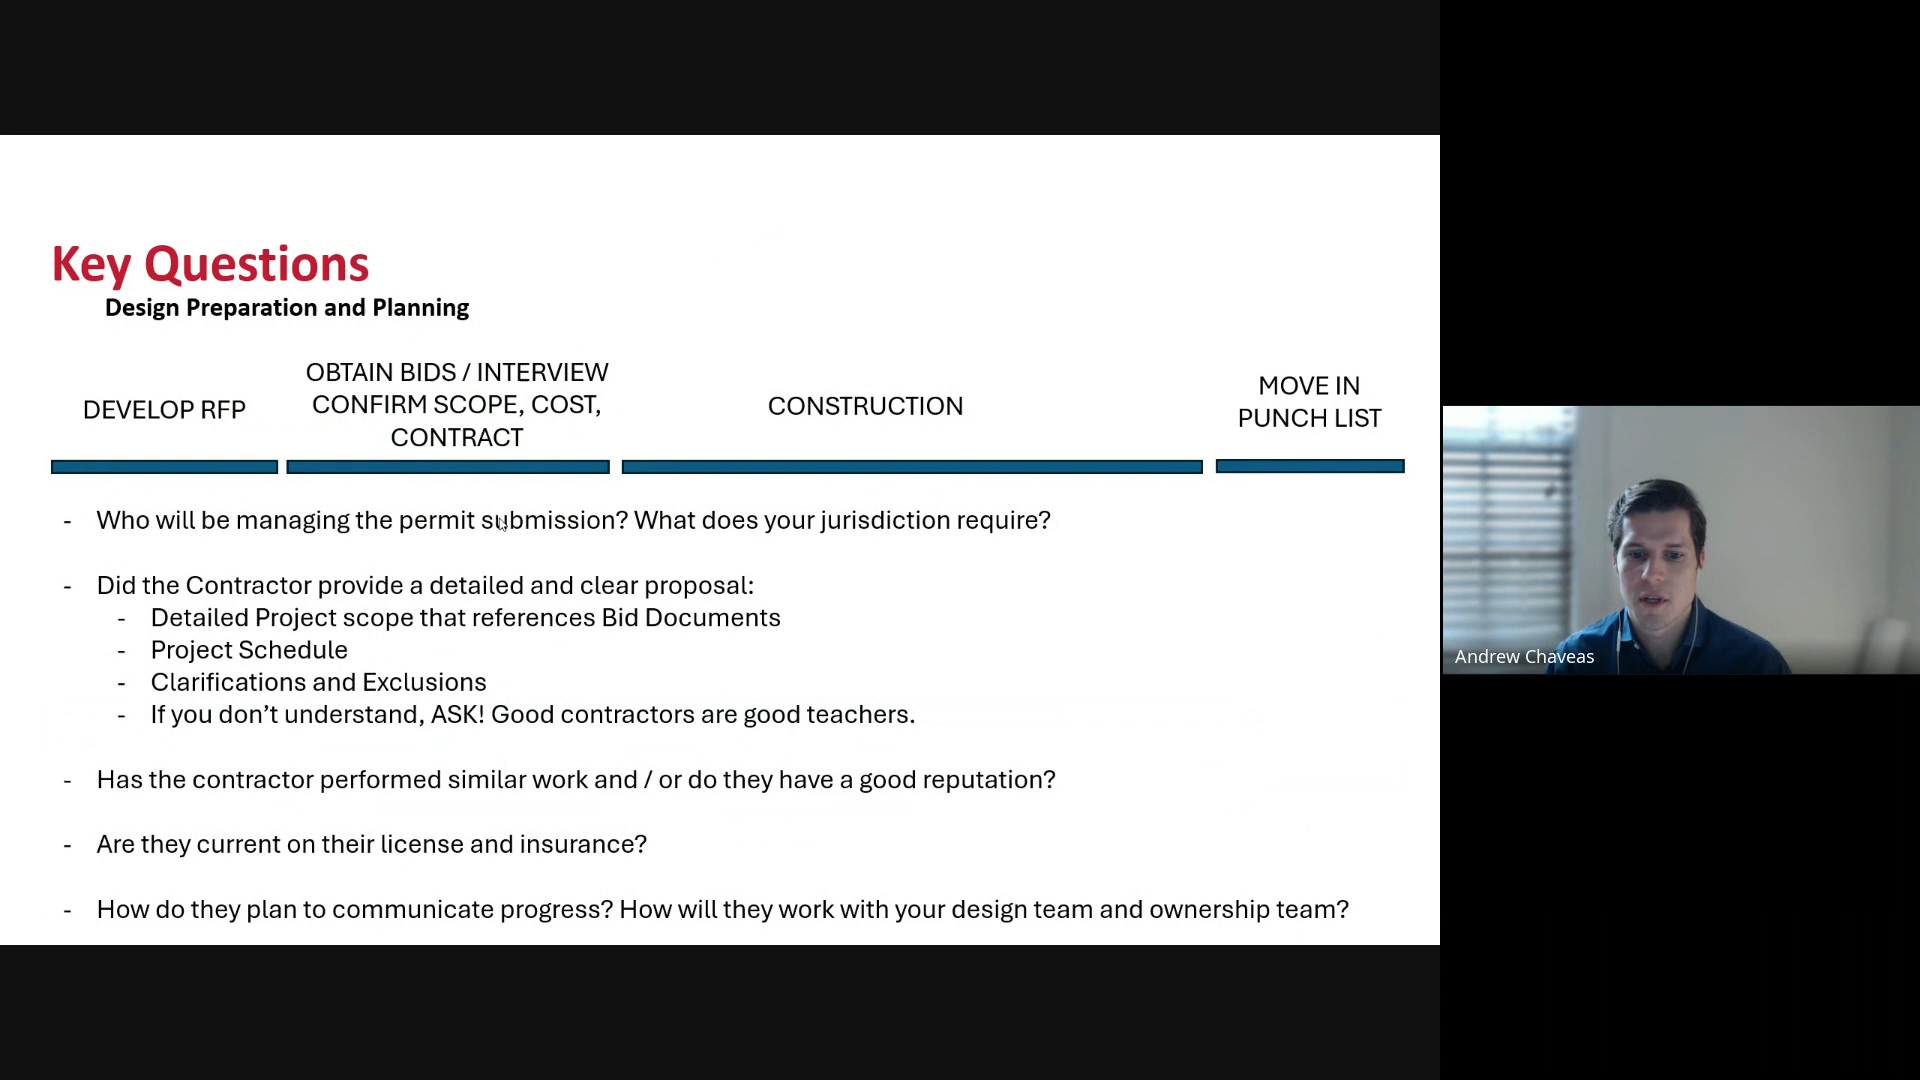 Key Questions
Design Preparation and Planning
DEVELOP RFP
OBTAIN BIDS / INTERVIEW
CONFIRM SCOPE, COST,
CONTRACT
CONSTRUCTION
MOVE IN
PUNCH LIST
- Who will be managing the permit submission? What does your jurisdiction require?
- Did the Contractor provide a detailed and clear proposal:
- Detailed Project scope that references Bid Documents
- Project Schedule
- Clarifications and Exclusions
- If you don’t understand, ASK! Good contractors are good teachers.
- Has the contractor performed similar work and / or do they have a good reputation?
- Are they current on their license and insurance?
- How do they plan to communicate progress? How will they work with your design team and ownership team?
Andrew Chaveas